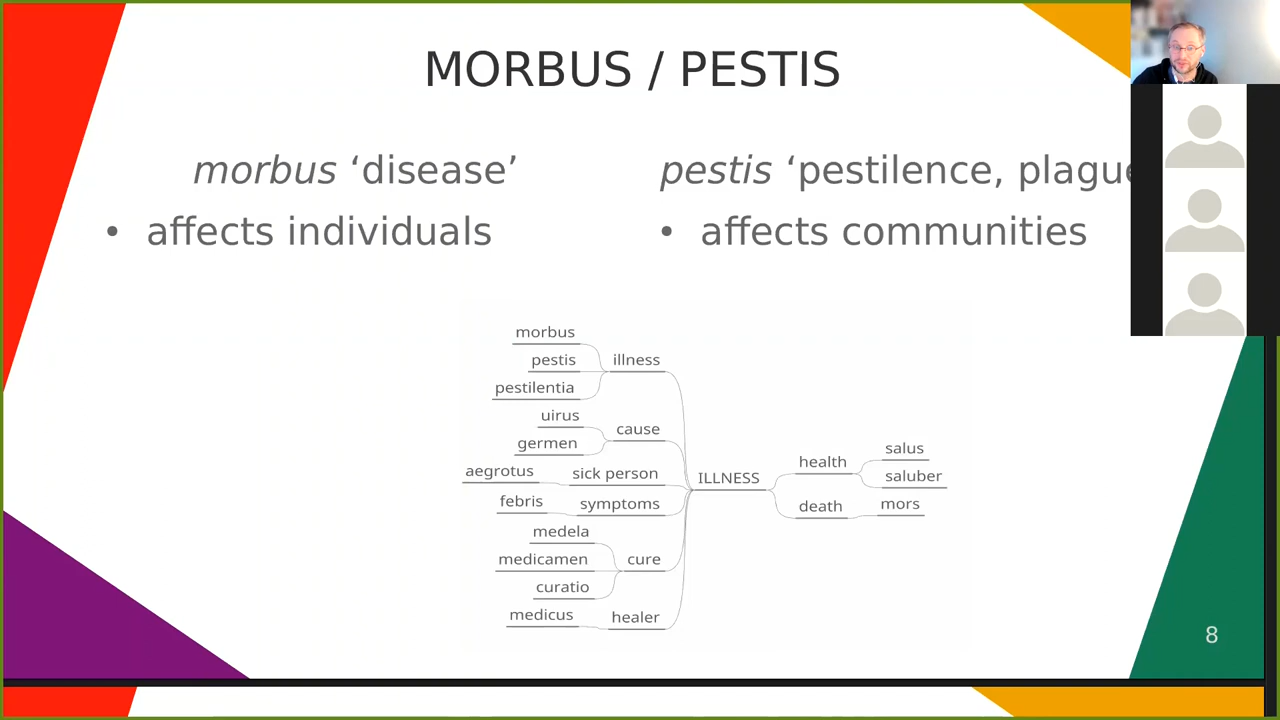 MORBUS / PESTIS
morbus ‘disease’
• affects individuals
pestis ‘pestilence, plague
• affects communities
morbus
pestis
illness
pestilentia
uirus
cause
germen
aegrotus
sick person
febris
symptoms
medela
medicamen
cure
curatio
medicus
healer
ILLNESS
health
salus
saluber
death
mors
8